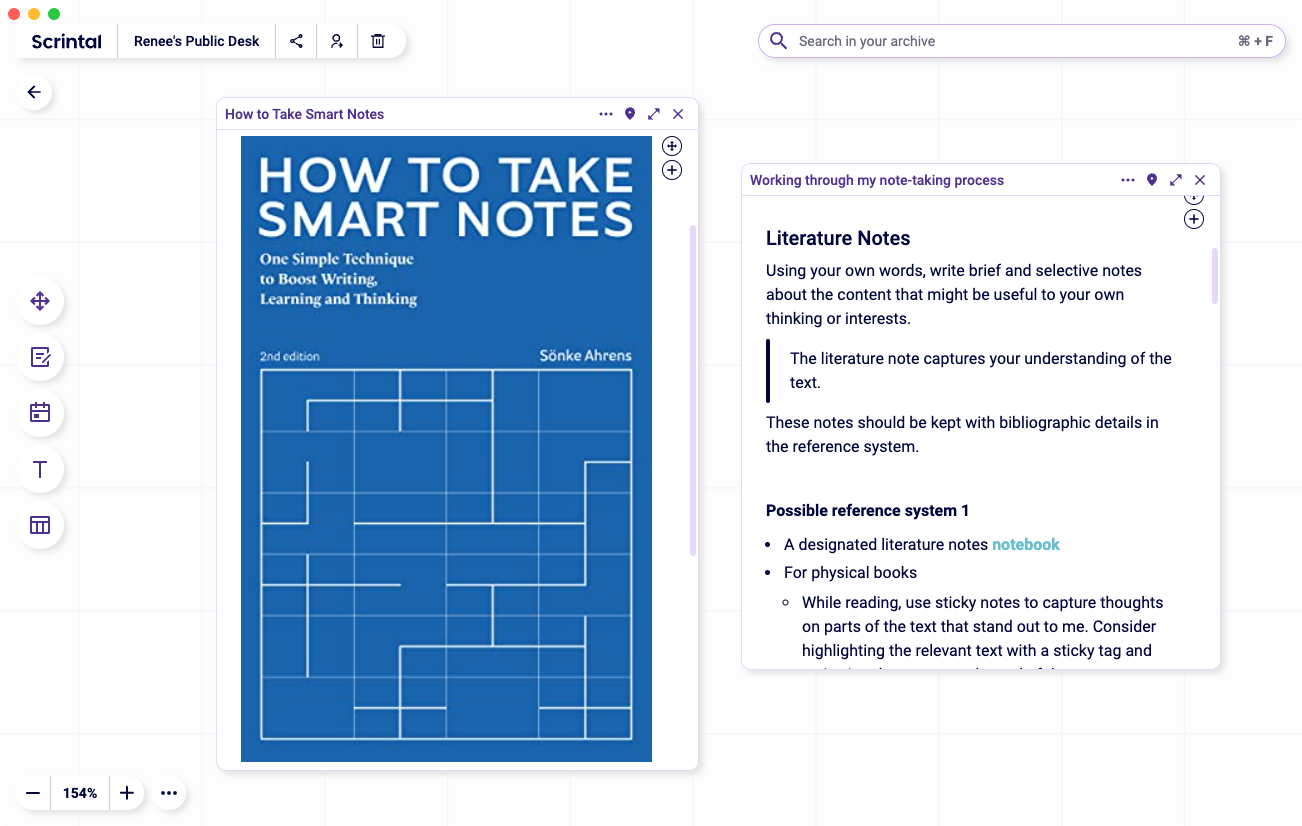 Scrintal
Renee's Public Desk
Search in your archive
⌘ + F
How to Take Smart Notes
HOW TO TAKE
SMART NOTES
One Simple Technique
to Boost Writing,
Learning and Thinking
2nd edition
Sönke Ahrens
Working through my note-taking process
Literature Notes
Using your own words, write brief and selective notes
about the content that might be useful to your own
thinking or interests.
The literature note captures your understanding of the
text.
These notes should be kept with bibliographic details in
the reference system.
Possible reference system 1
• A designated literature notes notebook
• For physical books
◦ While reading, use sticky notes to capture thoughts
on parts of the text that stand out to me. Consider
highlighting the relevant text with a sticky tag and
154%